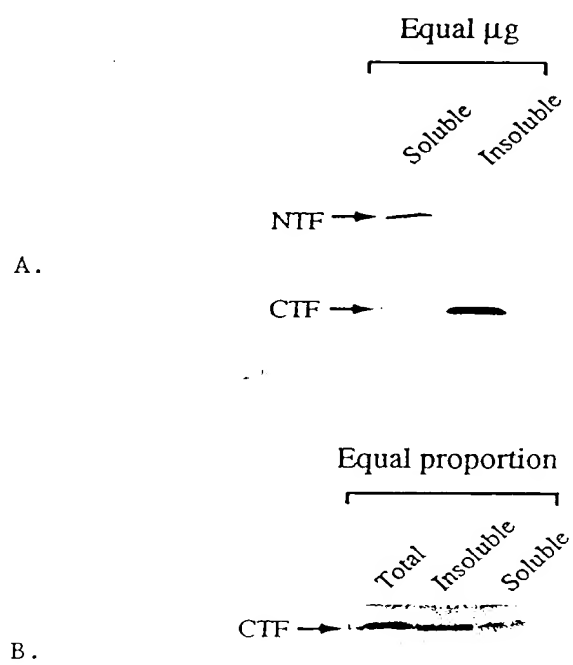 Equal µg
Soluble Insoluble
NTF
A.
CTF
Equal proportion
Total Insoluble Soluble
CTF
B.